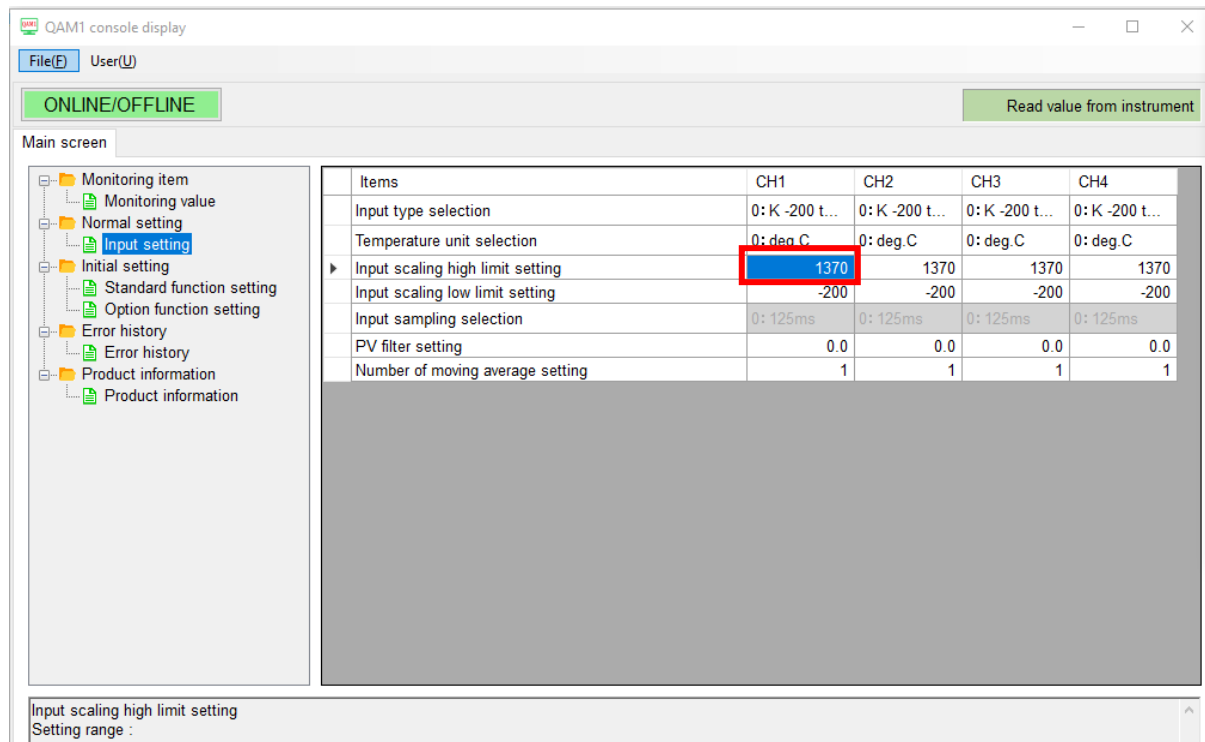 QAM1 console display
File(F) User(U)
ONLINE/OFFLINE
Read value from instrument
Main screen
Monitoring item
Monitoring value
Normal setting
Input setting
Initial setting
Standard function setting
Option function setting
Error history
Error history
Product information
Product information
Items CH1 CH2 CH3 CH4
Input type selection 0: K -200 t... 0: K -200 t... 0: K -200 t... 0: K -200 t...
Temperature unit selection 0: deg.C 0: deg.C 0: deg.C 0: deg.C
Input scaling high limit setting 1370 1370 1370 1370
Input scaling low limit setting -200 -200 -200 -200
Input sampling selection 0: 125ms 0: 125ms 0: 125ms 0: 125ms
PV filter setting 0.0 0.0 0.0 0.0
Number of moving average setting 1 1 1 1
Input scaling high limit setting
Setting range :